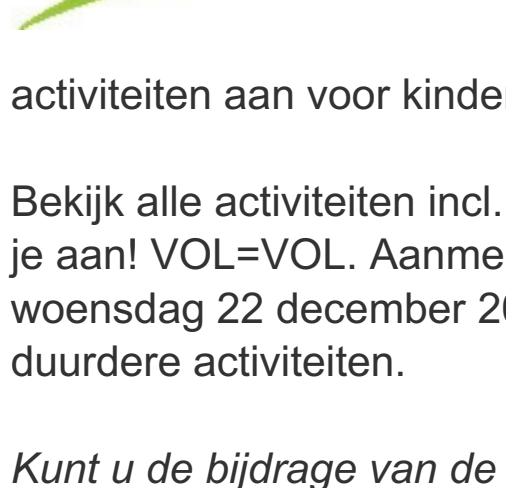 activiteiten aan voor kinder
Bekijk alle activiteiten incl.
je aan! VOL=VOL. Aanme
woensdag 22 december 20
duurdere activiteiten.
Kunt u de bijdrage van de